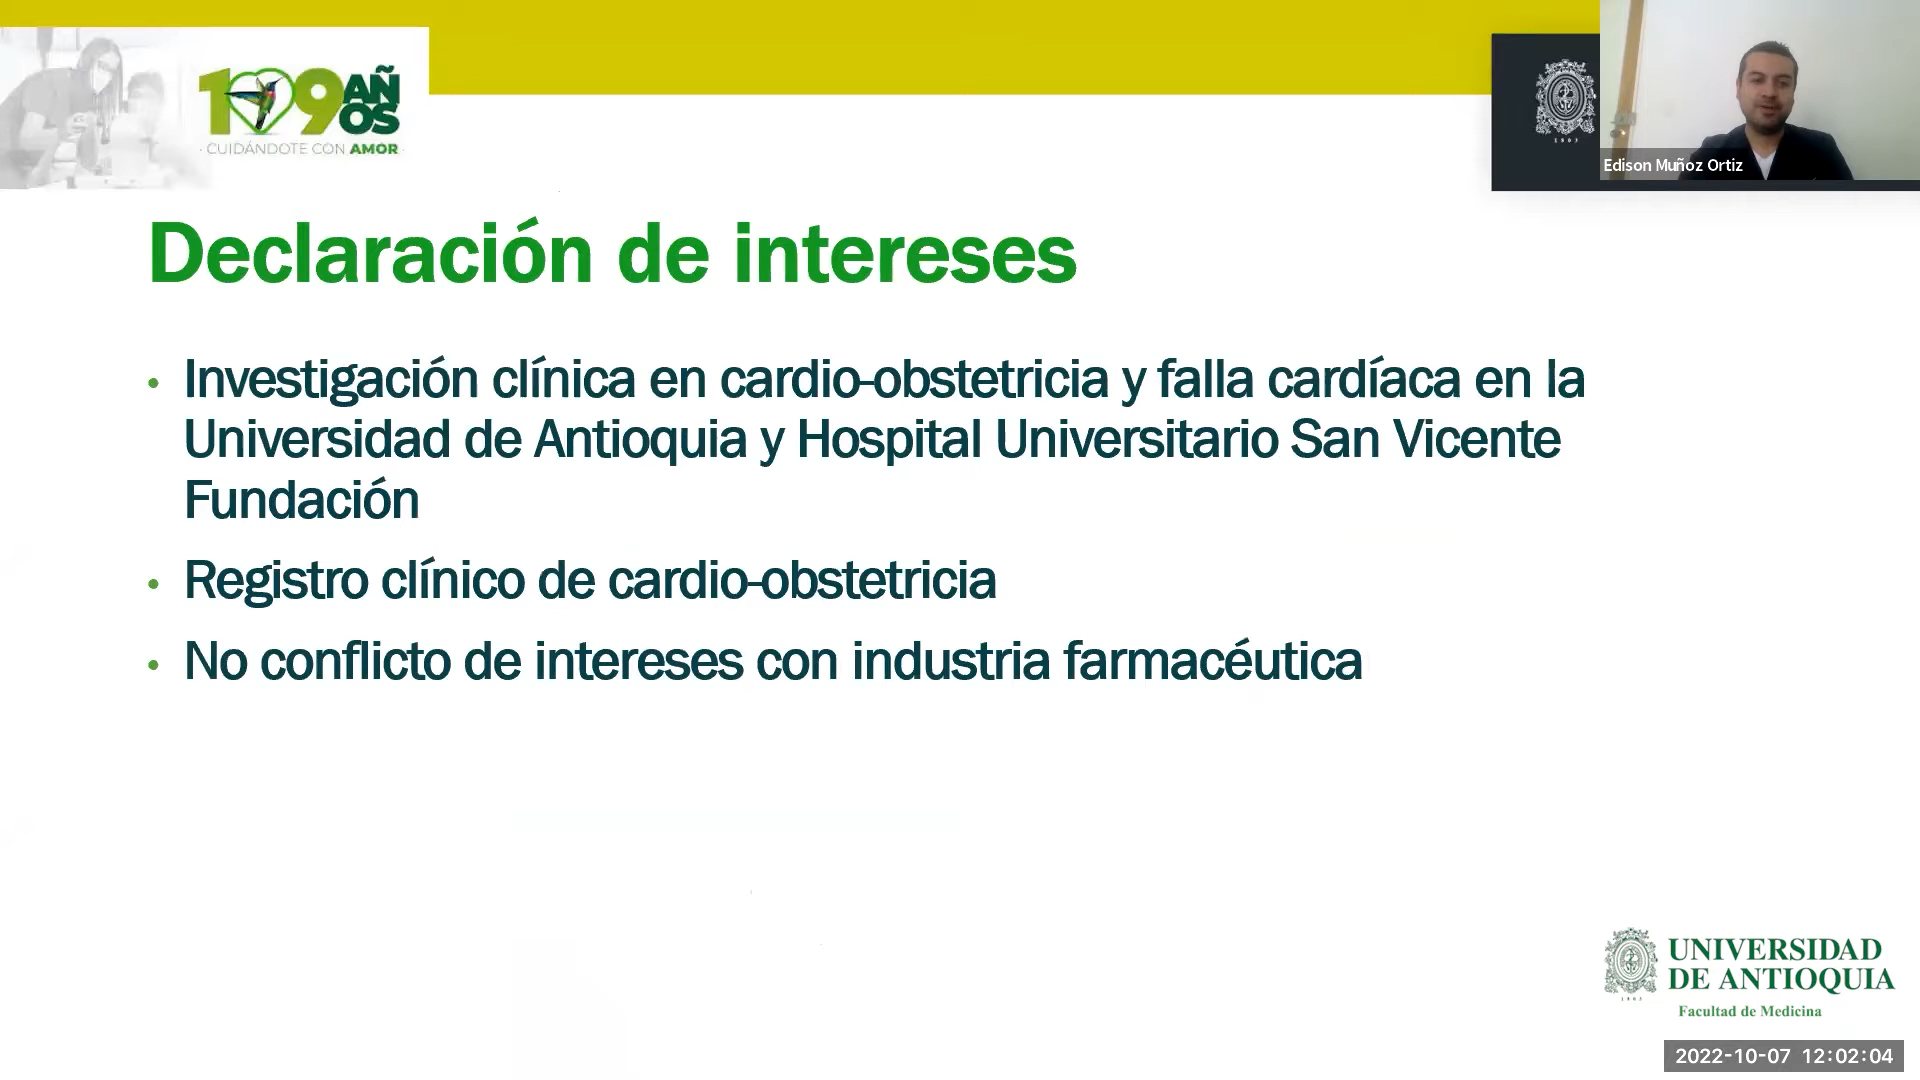 109 AÑOS
· CUIDÁNDOTE CON AMOR ·
1803
Edison Muñoz Ortiz
Declaración de intereses
• Investigación clínica en cardio-obstetricia y falla cardíaca en la
Universidad de Antioquia y Hospital Universitario San Vicente
Fundación
• Registro clínico de cardio-obstetricia
• No conflicto de intereses con industria farmacéutica
UNIVERSIDAD
DE ANTIOQUIA
1803
Facultad de Medicina
2022-10-07 12:02:04